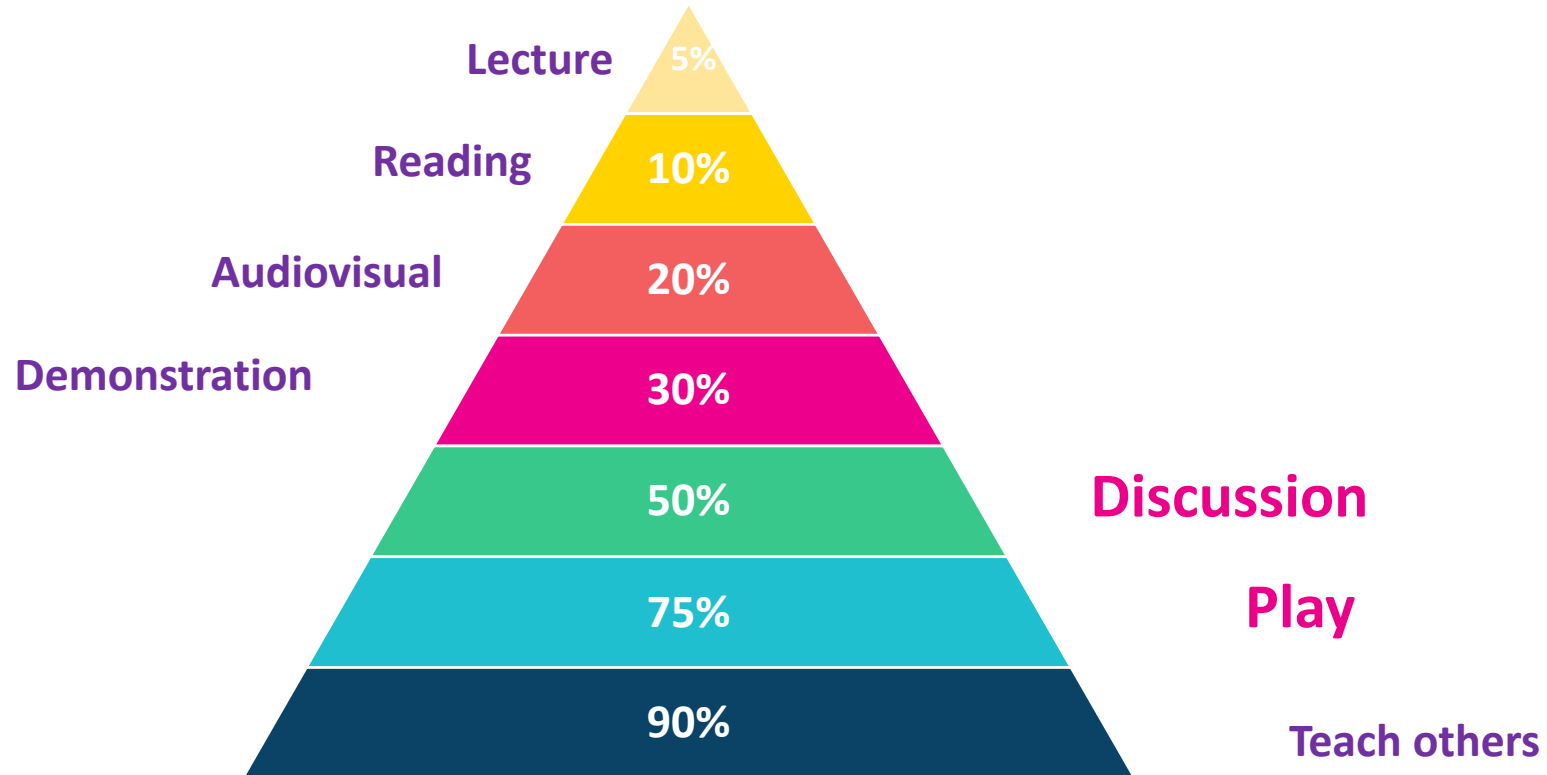 Lecture
5%
Reading
10%
Audiovisual
20%
Demonstration
30%
50%
Discussion
75%
Play
90%
Teach others